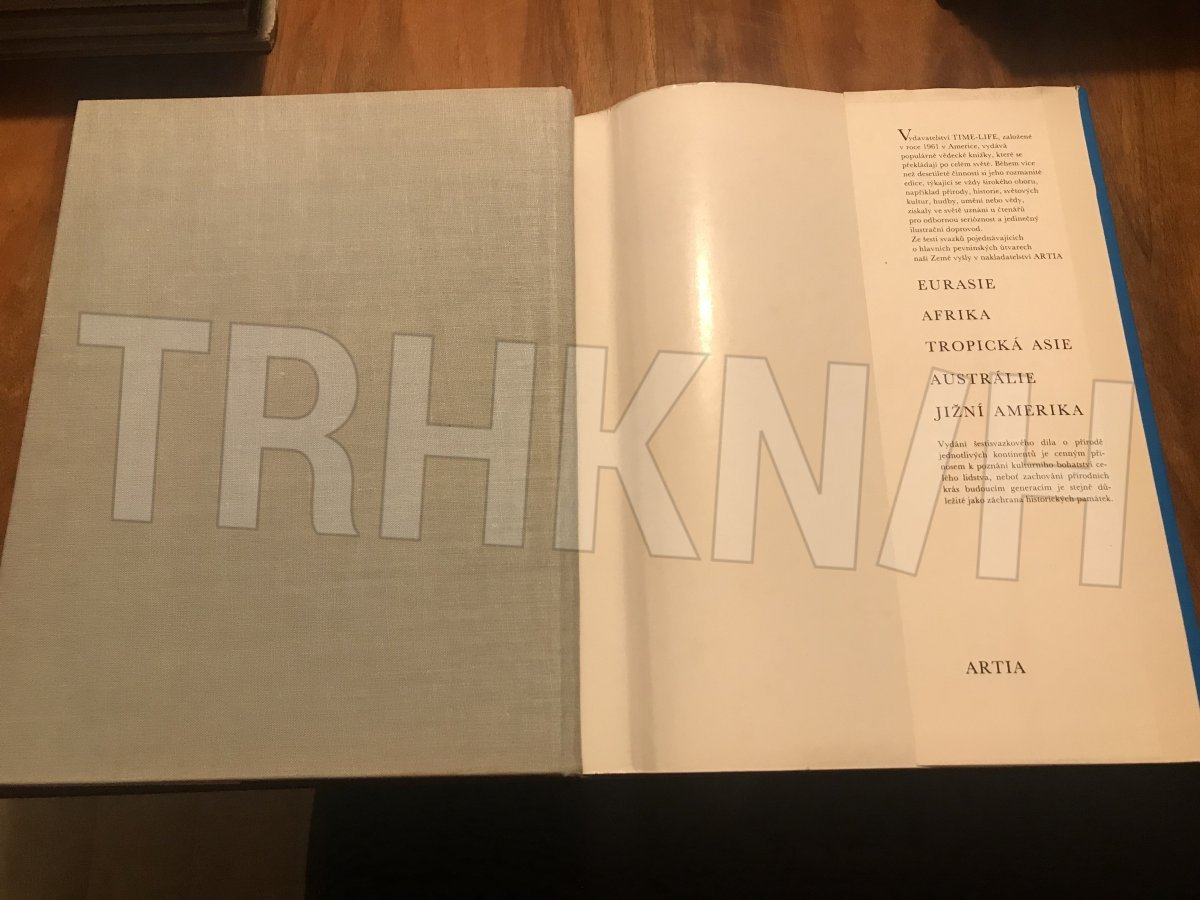 Vydavatelství TIME-LIFE, založené
v roce 1961 v Americe, vydává
populárně vědecké knížky, které se
překládají po celém světě. Během více
než desetileté činnosti si jeho rozmanité
edice, týkající se vždy širokého oboru,
například přírody, historie, světových
kultur, hudby, umění nebo vědy,
získaly ve světě uznání u čtenářů
pro odbornou serióznost a jedinečný
ilustrační doprovod.
Ze šesti svazků pojednávajících
o hlavních pevninských útvarech
naší Země vyšly v nakladatelství ARTIA
EURASIE
AFRIKA
TROPICKÁ ASIE
AUSTRÁLIE
JIŽNÍ AMERIKA
Vydání šestisvazkového díla o přírodě
jednotlivých kontinentů je cenným pří-
nosem k poznání kulturního bohatství ce-
lého lidstva, neboť zachování přírodních
krás budoucím generacím je stejně dů-
ležité jako záchrana historických památek.
ARTIA
TRHKNIH